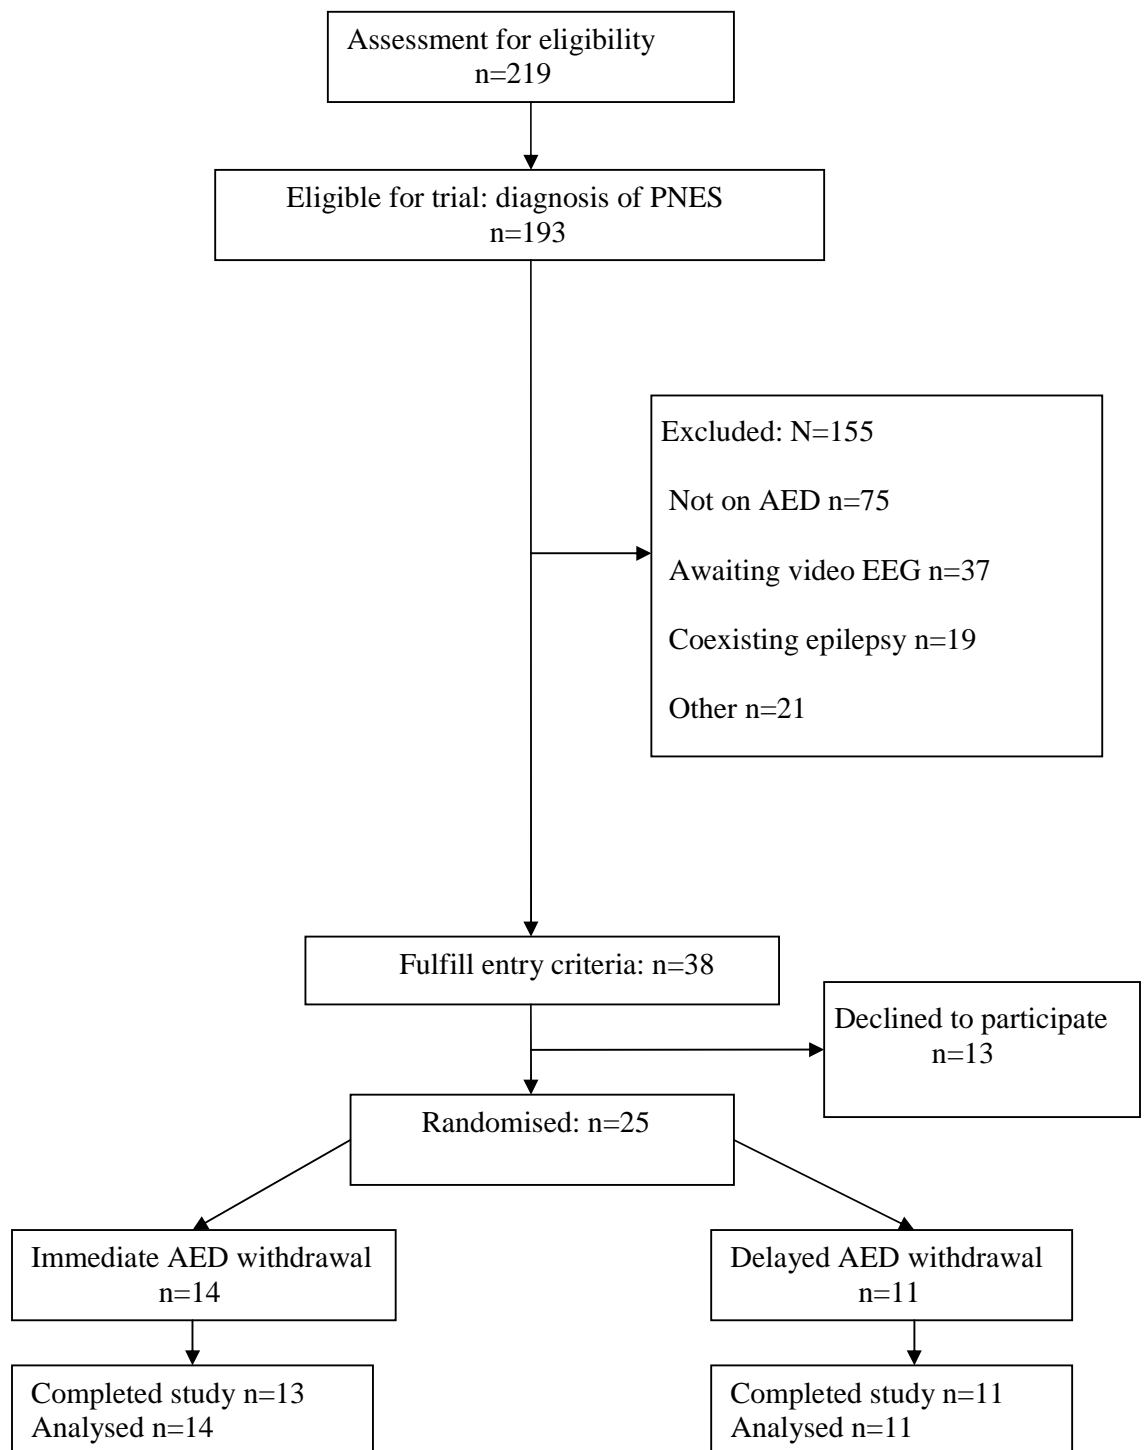 Assessment for eligibility
n=219
Eligible for trial: diagnosis of PNES
n=193
Excluded: N=155
Not on AED n=75
Awaiting video EEG n=37
Coexisting epilepsy n=19
Other n=21
Fulfill entry criteria: n=38
Declined to participate
n=13
Randomised: n=25
Immediate AED withdrawal
n=14
Delayed AED withdrawal
n=11
Completed study n=13
Analysed n=14
Completed study n=11
Analysed n=11